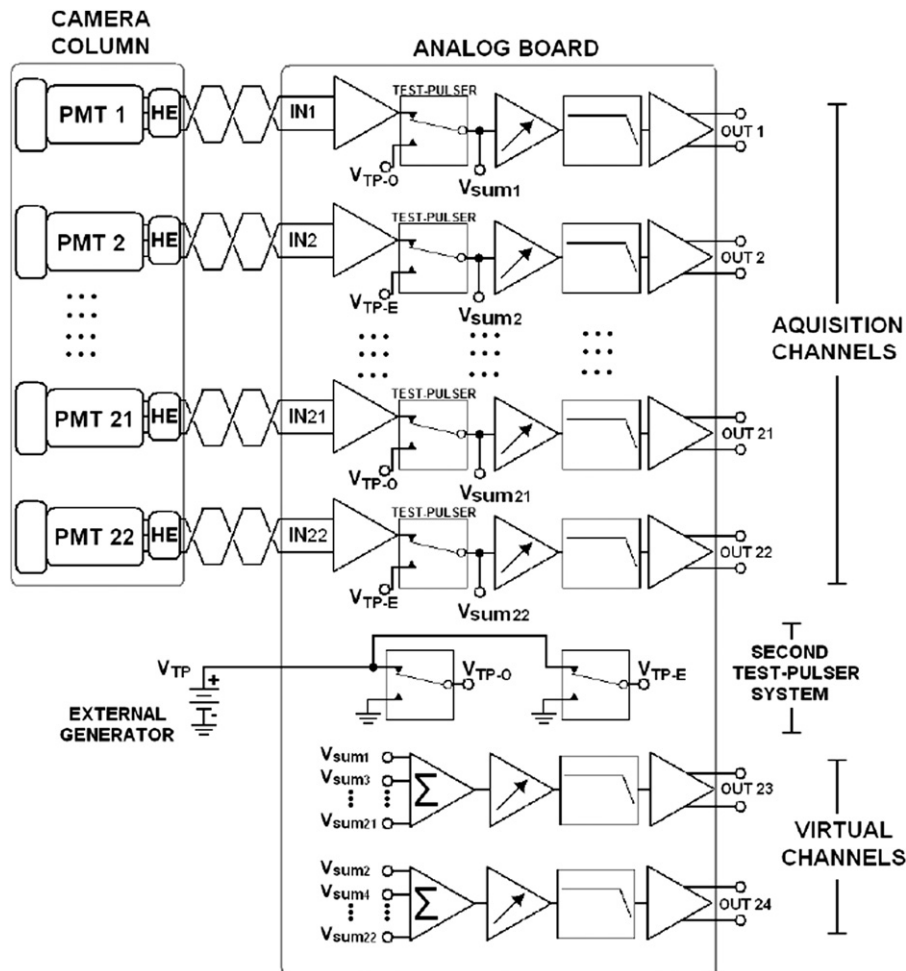 CAMERA
COLUMN
ANALOG BOARD
PMT 1
HE
IN1
TEST-PULSER
VTP-O
Vsum1
OUT 1
PMT 2
HE
IN2
TEST-PULSER
VTP-E
Vsum2
OUT 2
AQUISITION
CHANNELS
PMT 21
HE
IN21
TEST-PULSER
VTP-O
Vsum21
OUT 21
PMT 22
HE
IN22
TEST-PULSER
VTP-E
Vsum22
OUT 22
VTP
+
-
EXTERNAL
GENERATOR
VTP-O
VTP-E
SECOND
TEST-PULSER
SYSTEM
Vsum1
Vsum3
Vsum21
Σ
OUT 23
Vsum2
Vsum4
Vsum22
Σ
OUT 24
VIRTUAL
CHANNELS